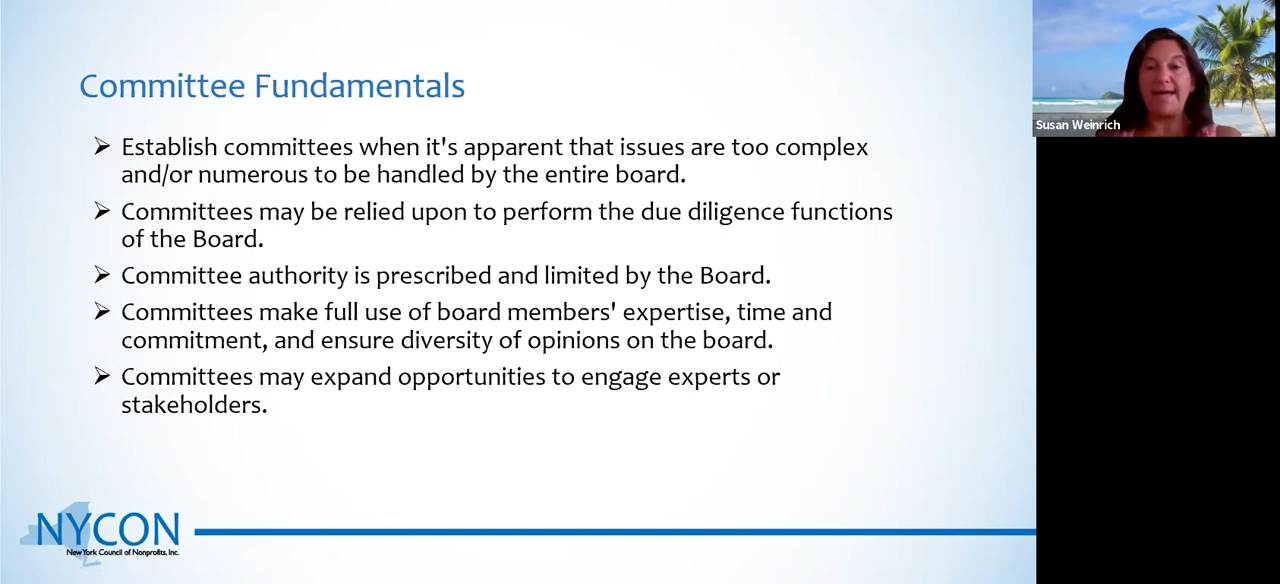 Committee Fundamentals
Establish committees when it's apparent that issues are too complex
and/or numerous to be handled by the entire board.
Committees may be relied upon to perform the due diligence functions
of the Board.
Committee authority is prescribed and limited by the Board.
Committees make full use of board members' expertise, time and
commitment, and ensure diversity of opinions on the board.
Committees may expand opportunities to engage experts or
stakeholders.
NYCON
New York Council of Nonprofits, Inc.
Susan Weinrich